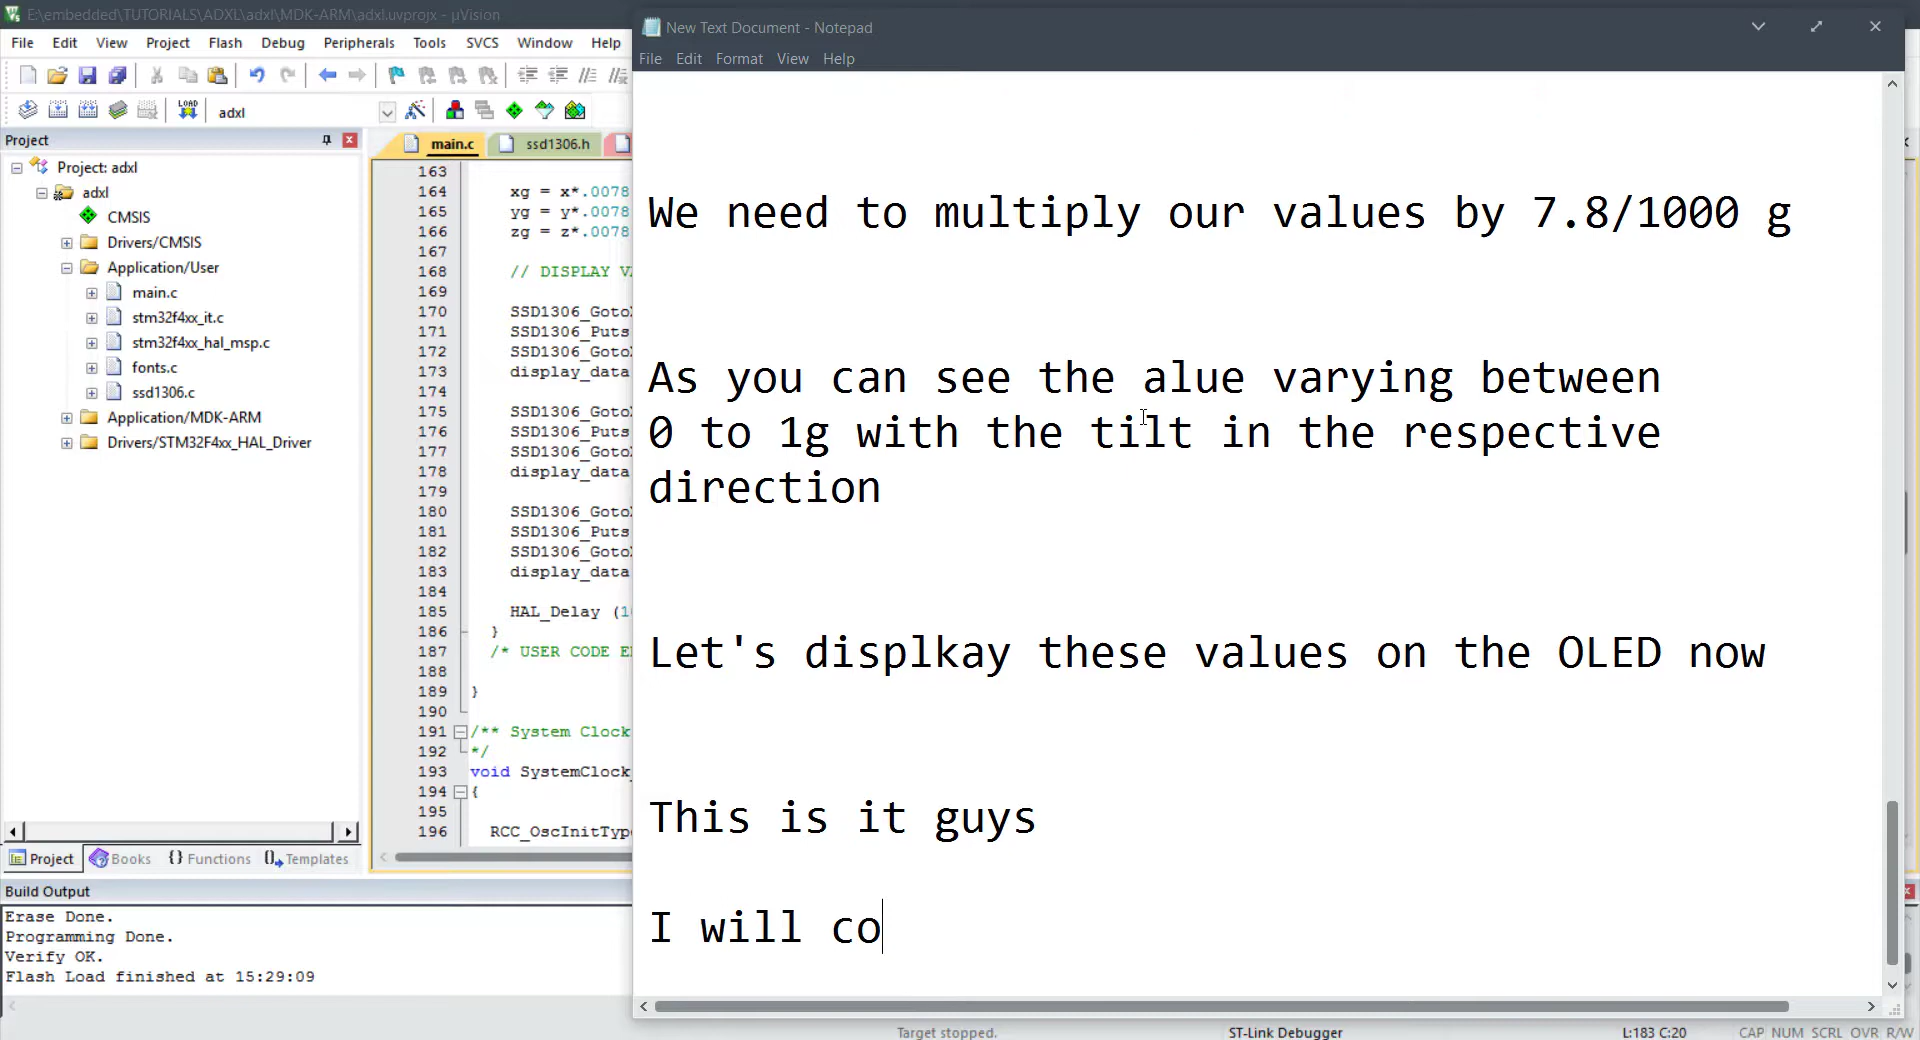 E:\embedded\TUTORIALS\ADXL\adxl\MDK-ARM\adxl.uvprojx - µVision
File Edit View Project Flash Debug Peripherals Tools SVCS Window Help
LOAD
adxl
Project
Project: adxl
adxl
CMSIS
Drivers/CMSIS
Application/User
main.c
stm32f4xx_it.c
stm32f4xx_hal_msp.c
fonts.c
ssd1306.c
Application/MDK-ARM
Drivers/STM32F4xx_HAL_Driver
Project Books {} Functions Templates
main.c ssd1306.h
163
164 xg = x*.0078
165 yg = y*.0078
166 zg = z*.0078
167
168 // DISPLAY VA
169
170 SSD1306_Goto
171 SSD1306_Puts
172 SSD1306_Goto
173 display_data
174
175 SSD1306_Goto
176 SSD1306_Puts
177 SSD1306_Goto
178 display_data
179
180 SSD1306_Goto
181 SSD1306_Puts
182 SSD1306_Goto
183 display_data
184
185 HAL_Delay (1
186 }
187 /* USER CODE E
188
189 }
190
191 /** System Clock
192 */
193 void SystemClock_
194 {
195
196 RCC_OscInitType
New Text Document - Notepad
File Edit Format View Help
We need to multiply our values by 7.8/1000 g
As you can see the alue varying between
0 to 1g with the tilt in the respective
direction
Let's displkay these values on the OLED now
This is it guys
I will co
Build Output
Erase Done.
Programming Done.
Verify OK.
Flash Load finished at 15:29:09
Target stopped. ST-Link Debugger L:183 C:20 CAP NUM SCRL OVR R/W